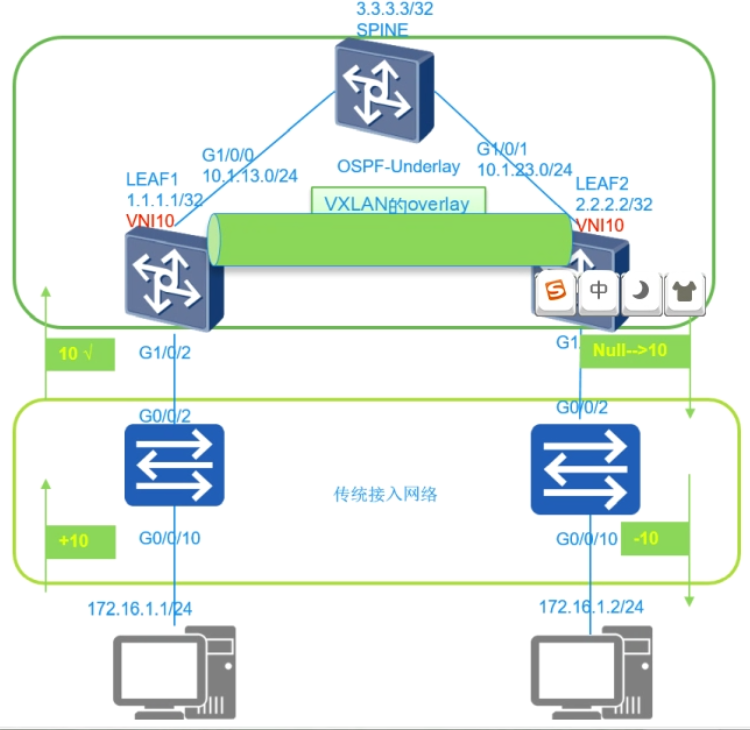 3.3.3.3/32
SPINE
G1/0/0
10.1.13.0/24
OSPF-Underlay
G1/0/1
10.1.23.0/24
LEAF1
1.1.1.1/32
VNI10
VXLAN的overlay
LEAF2
2.2.2.2/32
VNI10
S
中
10 √
G1/0/2
G1/
Null-->10
G0/0/2
G0/0/2
传统接入网络
+10
G0/0/10
G0/0/10
-10
172.16.1.1/24
172.16.1.2/24